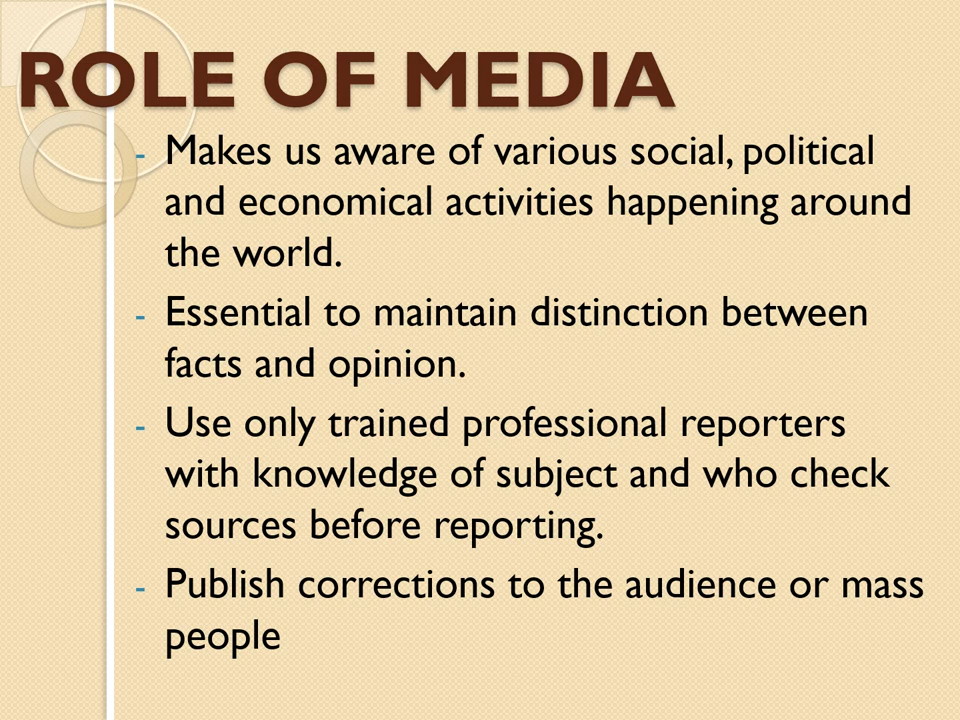 ROLE OF MEDIA
- Makes us aware of various social, political
and economical activities happening around
the world.
- Essential to maintain distinction between
facts and opinion.
- Use only trained professional reporters
with knowledge of subject and who check
sources before reporting.
- Publish corrections to the audience or mass
people